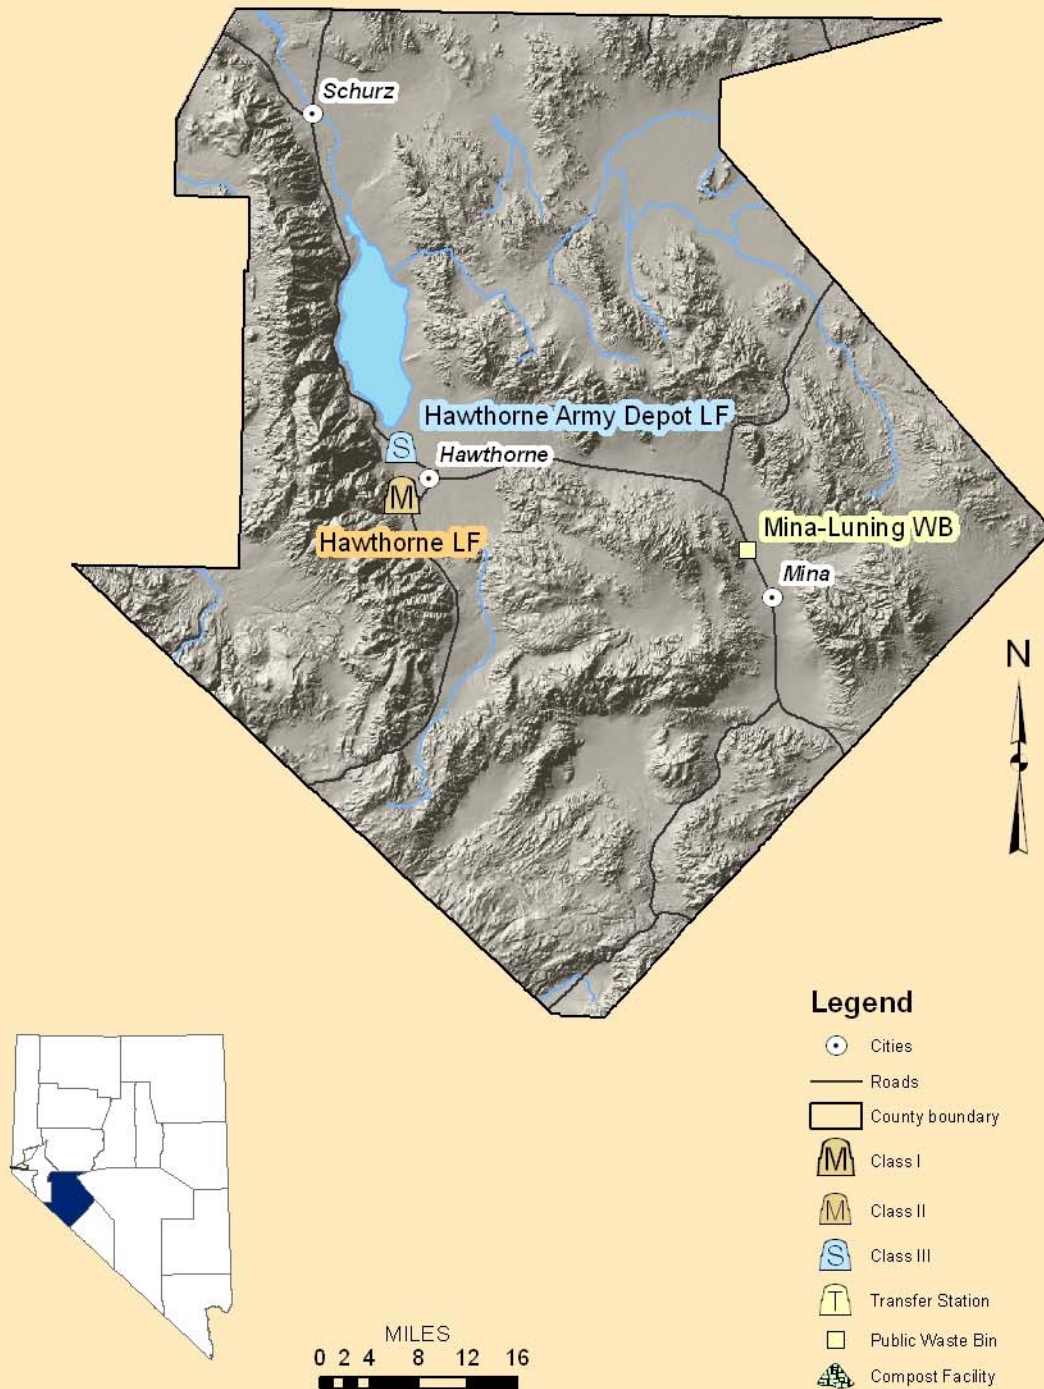 Schurz
Hawthorne Army Depot LF
S
Hawthorne
M
Hawthorne LF
Mina-Luning WB
Mina
N
Legend
Cities
Roads
County boundary
M Class I
M Class II
S Class III
T Transfer Station
Public Waste Bin
Compost Facility
MILES
0 2 4 8 12 16